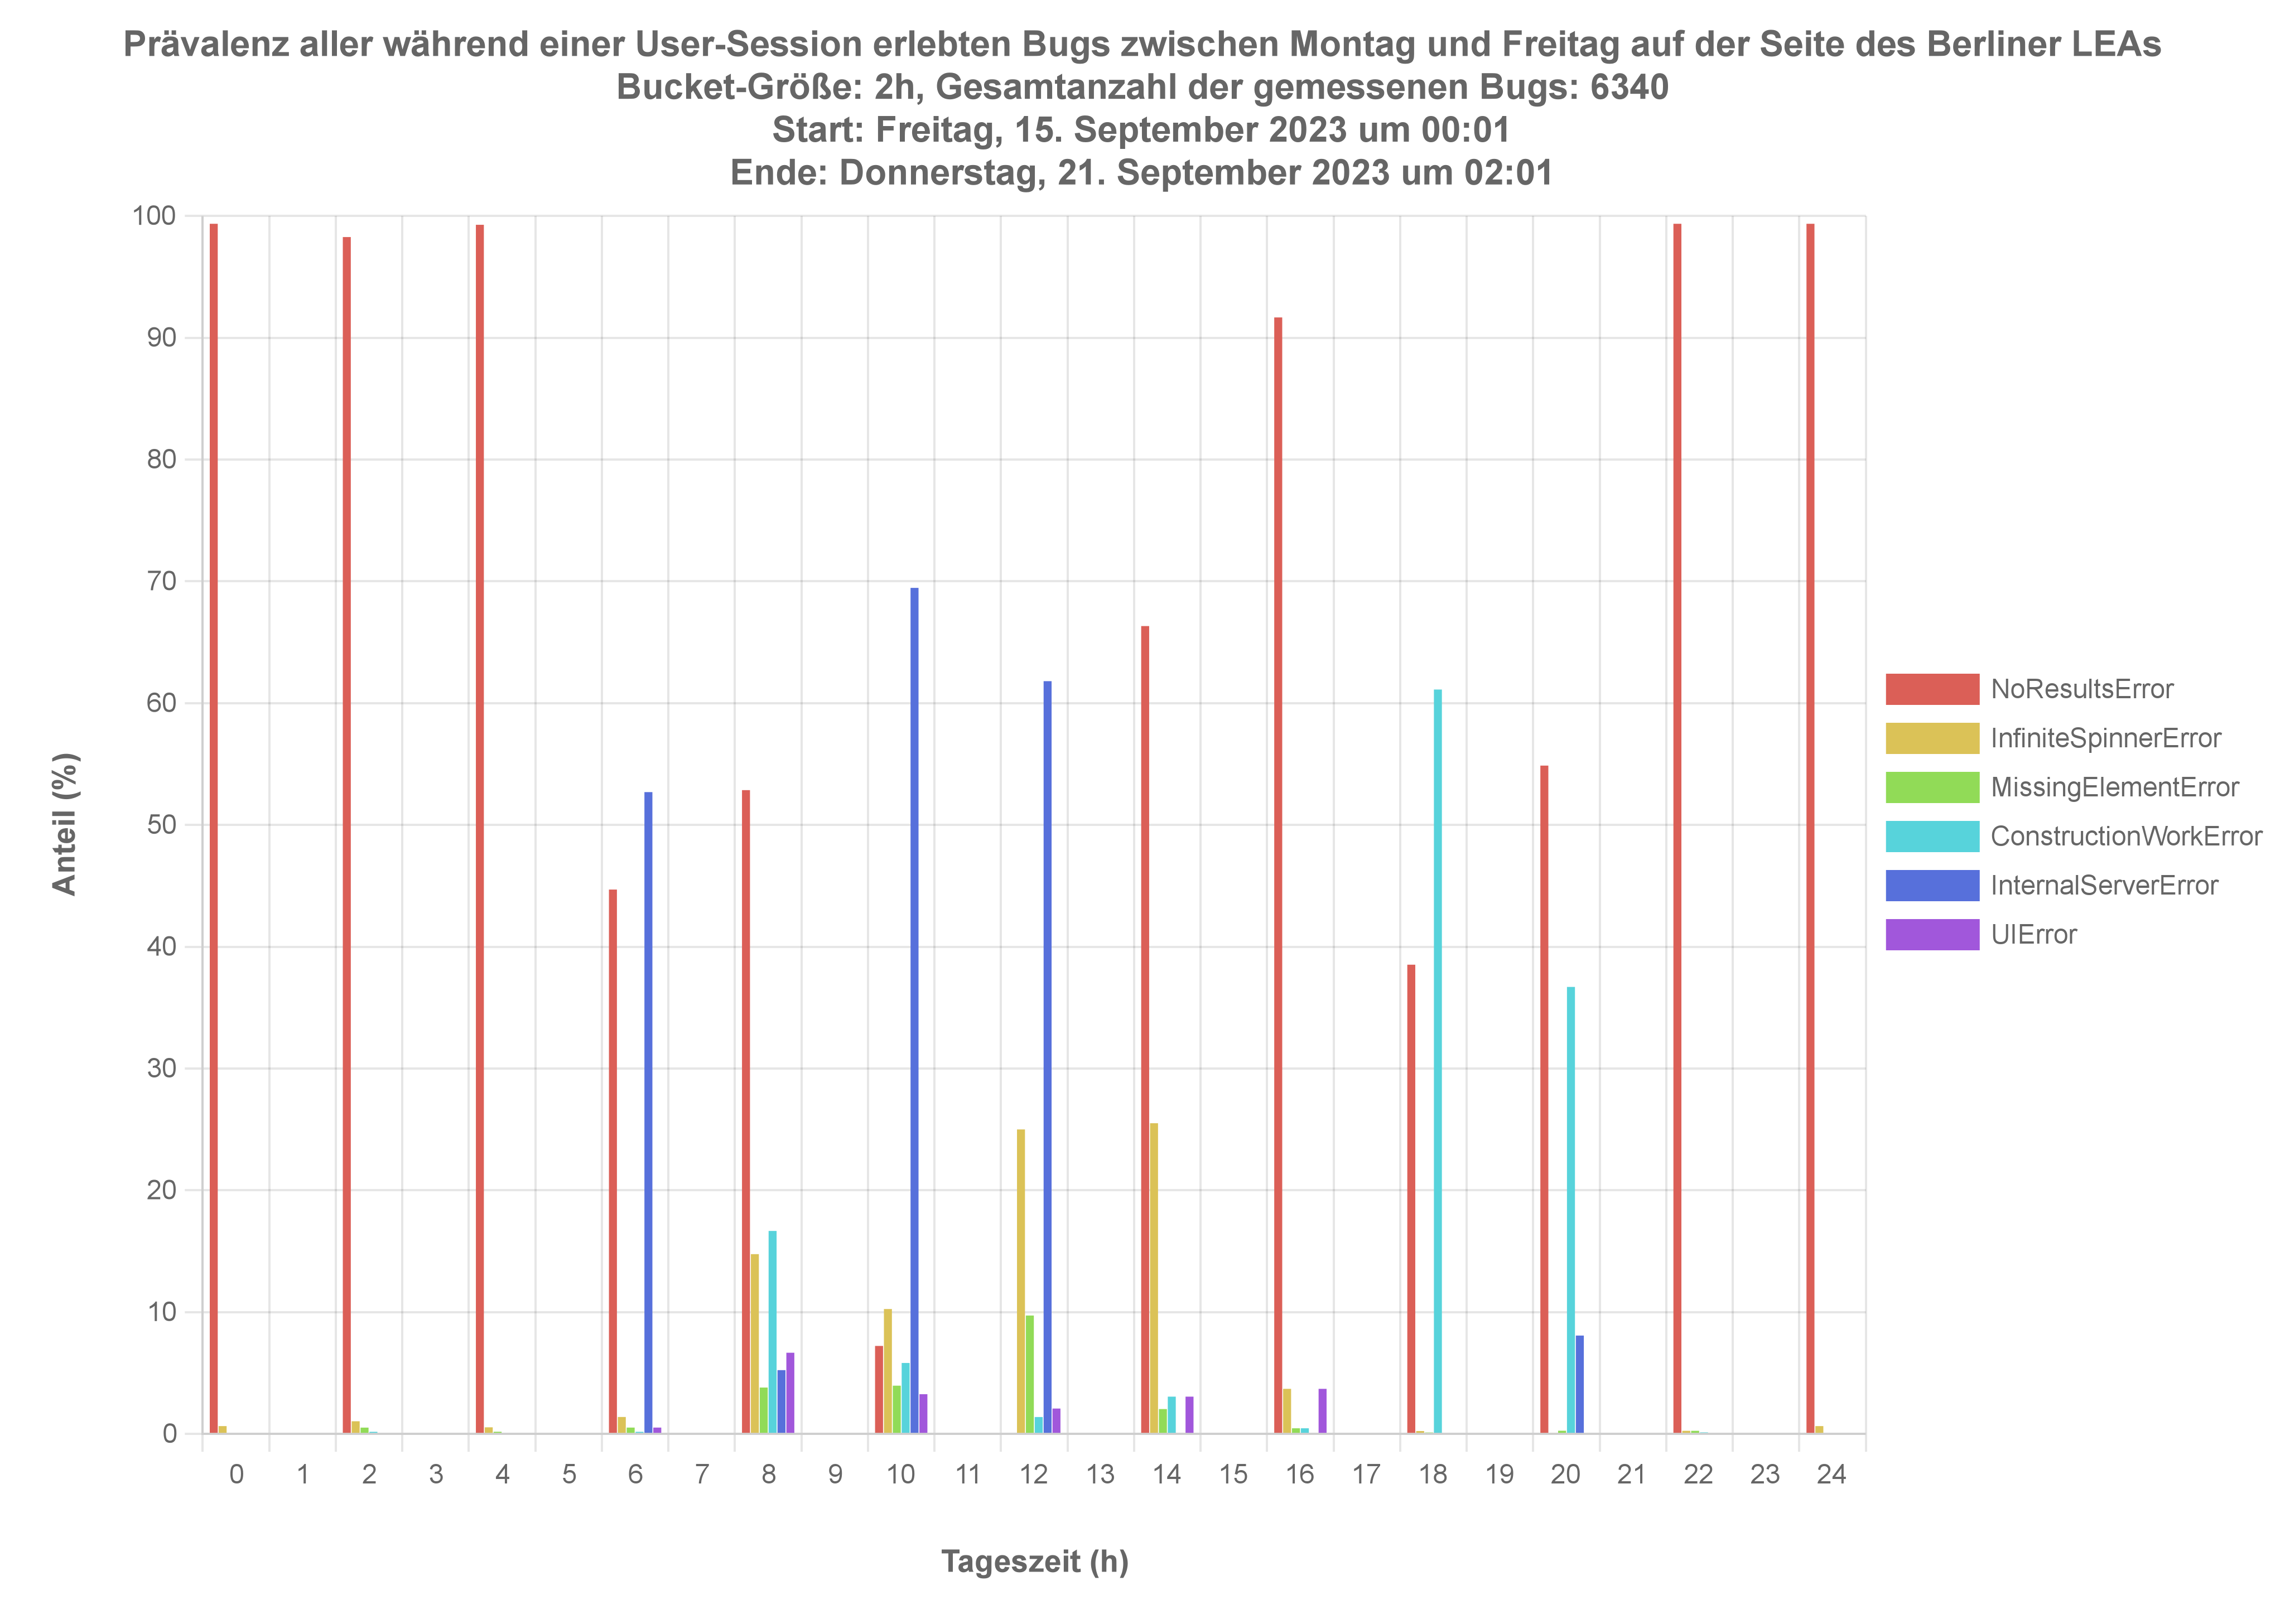 Prävalenz aller während einer User-Session erlebten Bugs zwischen Montag und Freitag auf der Seite des Berliner LEAs
Bucket-Größe: 2h, Gesamtanzahl der gemessenen Bugs: 6340
Start: Freitag, 15. September 2023 um 00:01
Ende: Donnerstag, 21. September 2023 um 02:01
100
90
80
70
60
50
40
30
20
10
0
Anteil (%)
NoResultsError
InfiniteSpinnerError
MissingElementError
ConstructionWorkError
InternalServerError
UIError
0 1 2 3 4 5 6 7 8 9 10 11 12 13 14 15 16 17 18 19 20 21 22 23 24
Tageszeit (h)